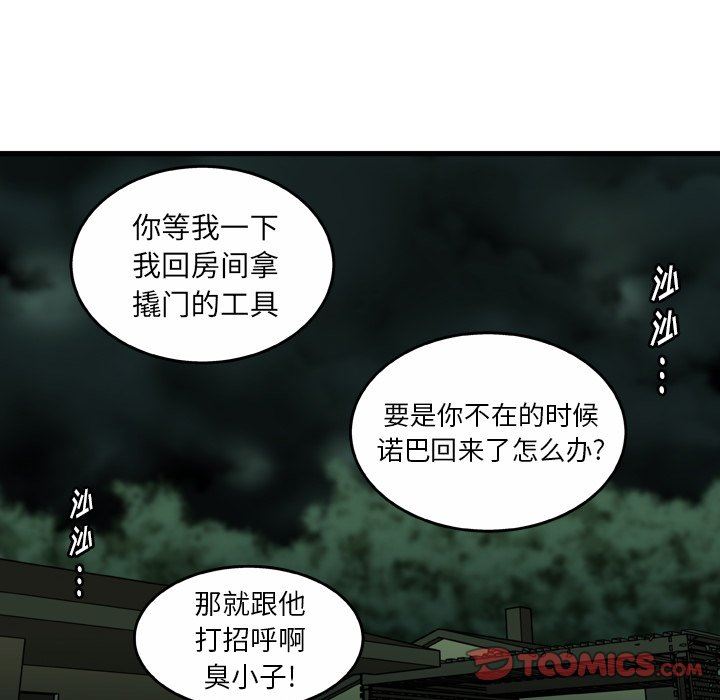 你等我一下
我回房间拿
撬门的工具
沙
沙
⋮
要是你不在的时候
诺巴回来了怎么办?
沙
沙
⋮
那就跟他
打招呼啊
臭小子!
TOOMICS.COM